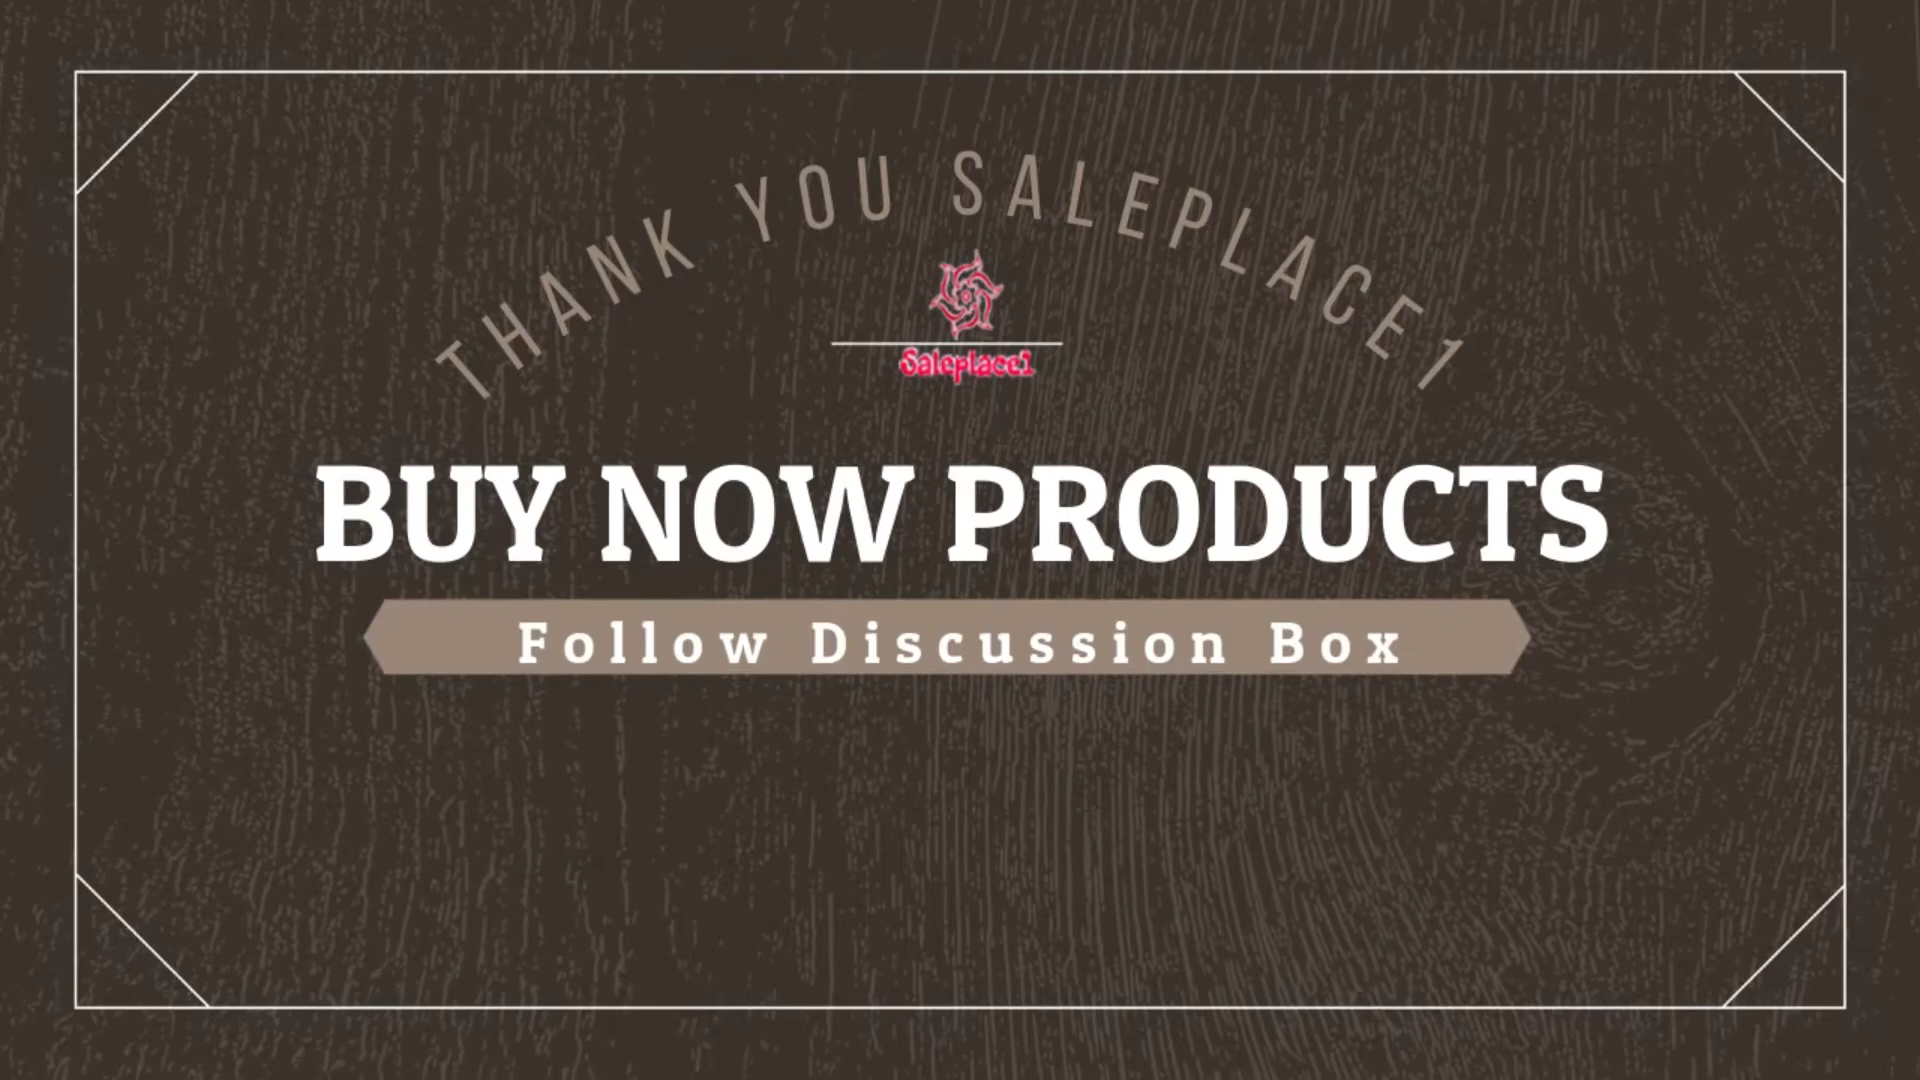 THANK YOU SALEPLACE1
Saleplace1
BUY NOW PRODUCTS
Follow Discussion Box